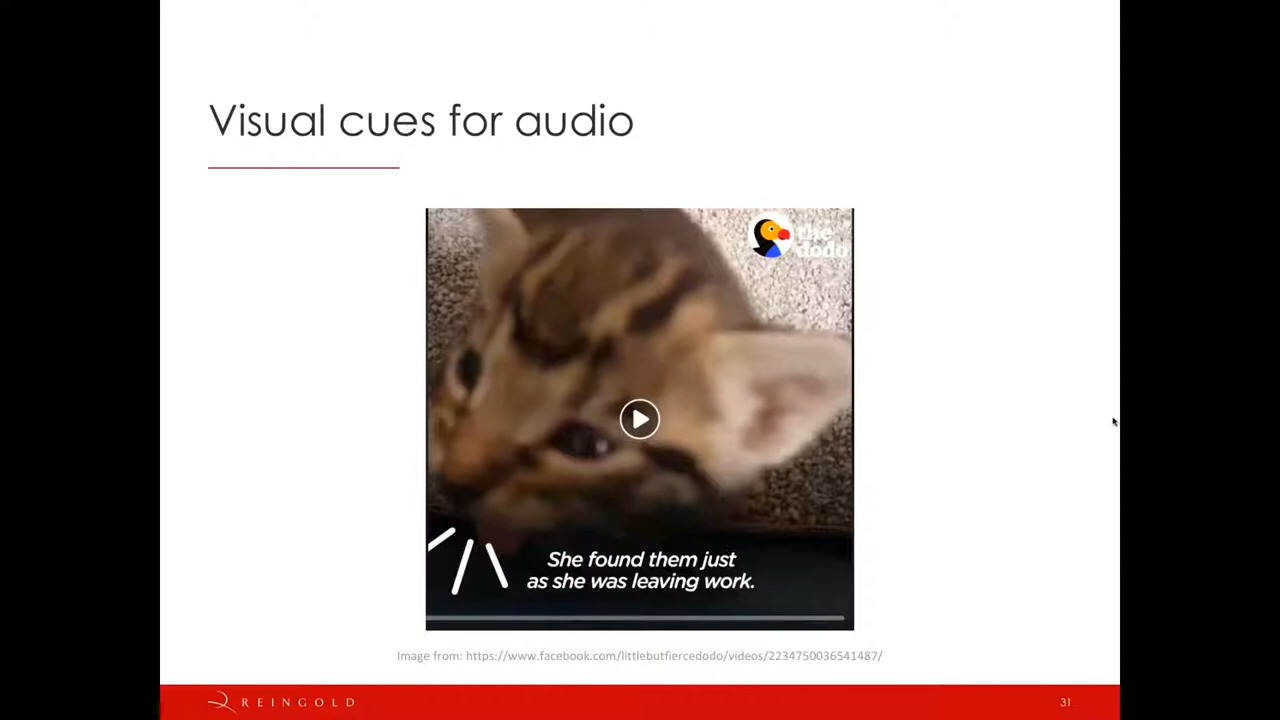 Visual cues for audio
the
dodo
She found them just
as she was leaving work.
Image from: https://www.facebook.com/littlebutfiercedodo/videos/2234750036541487/
REINGOLD
31